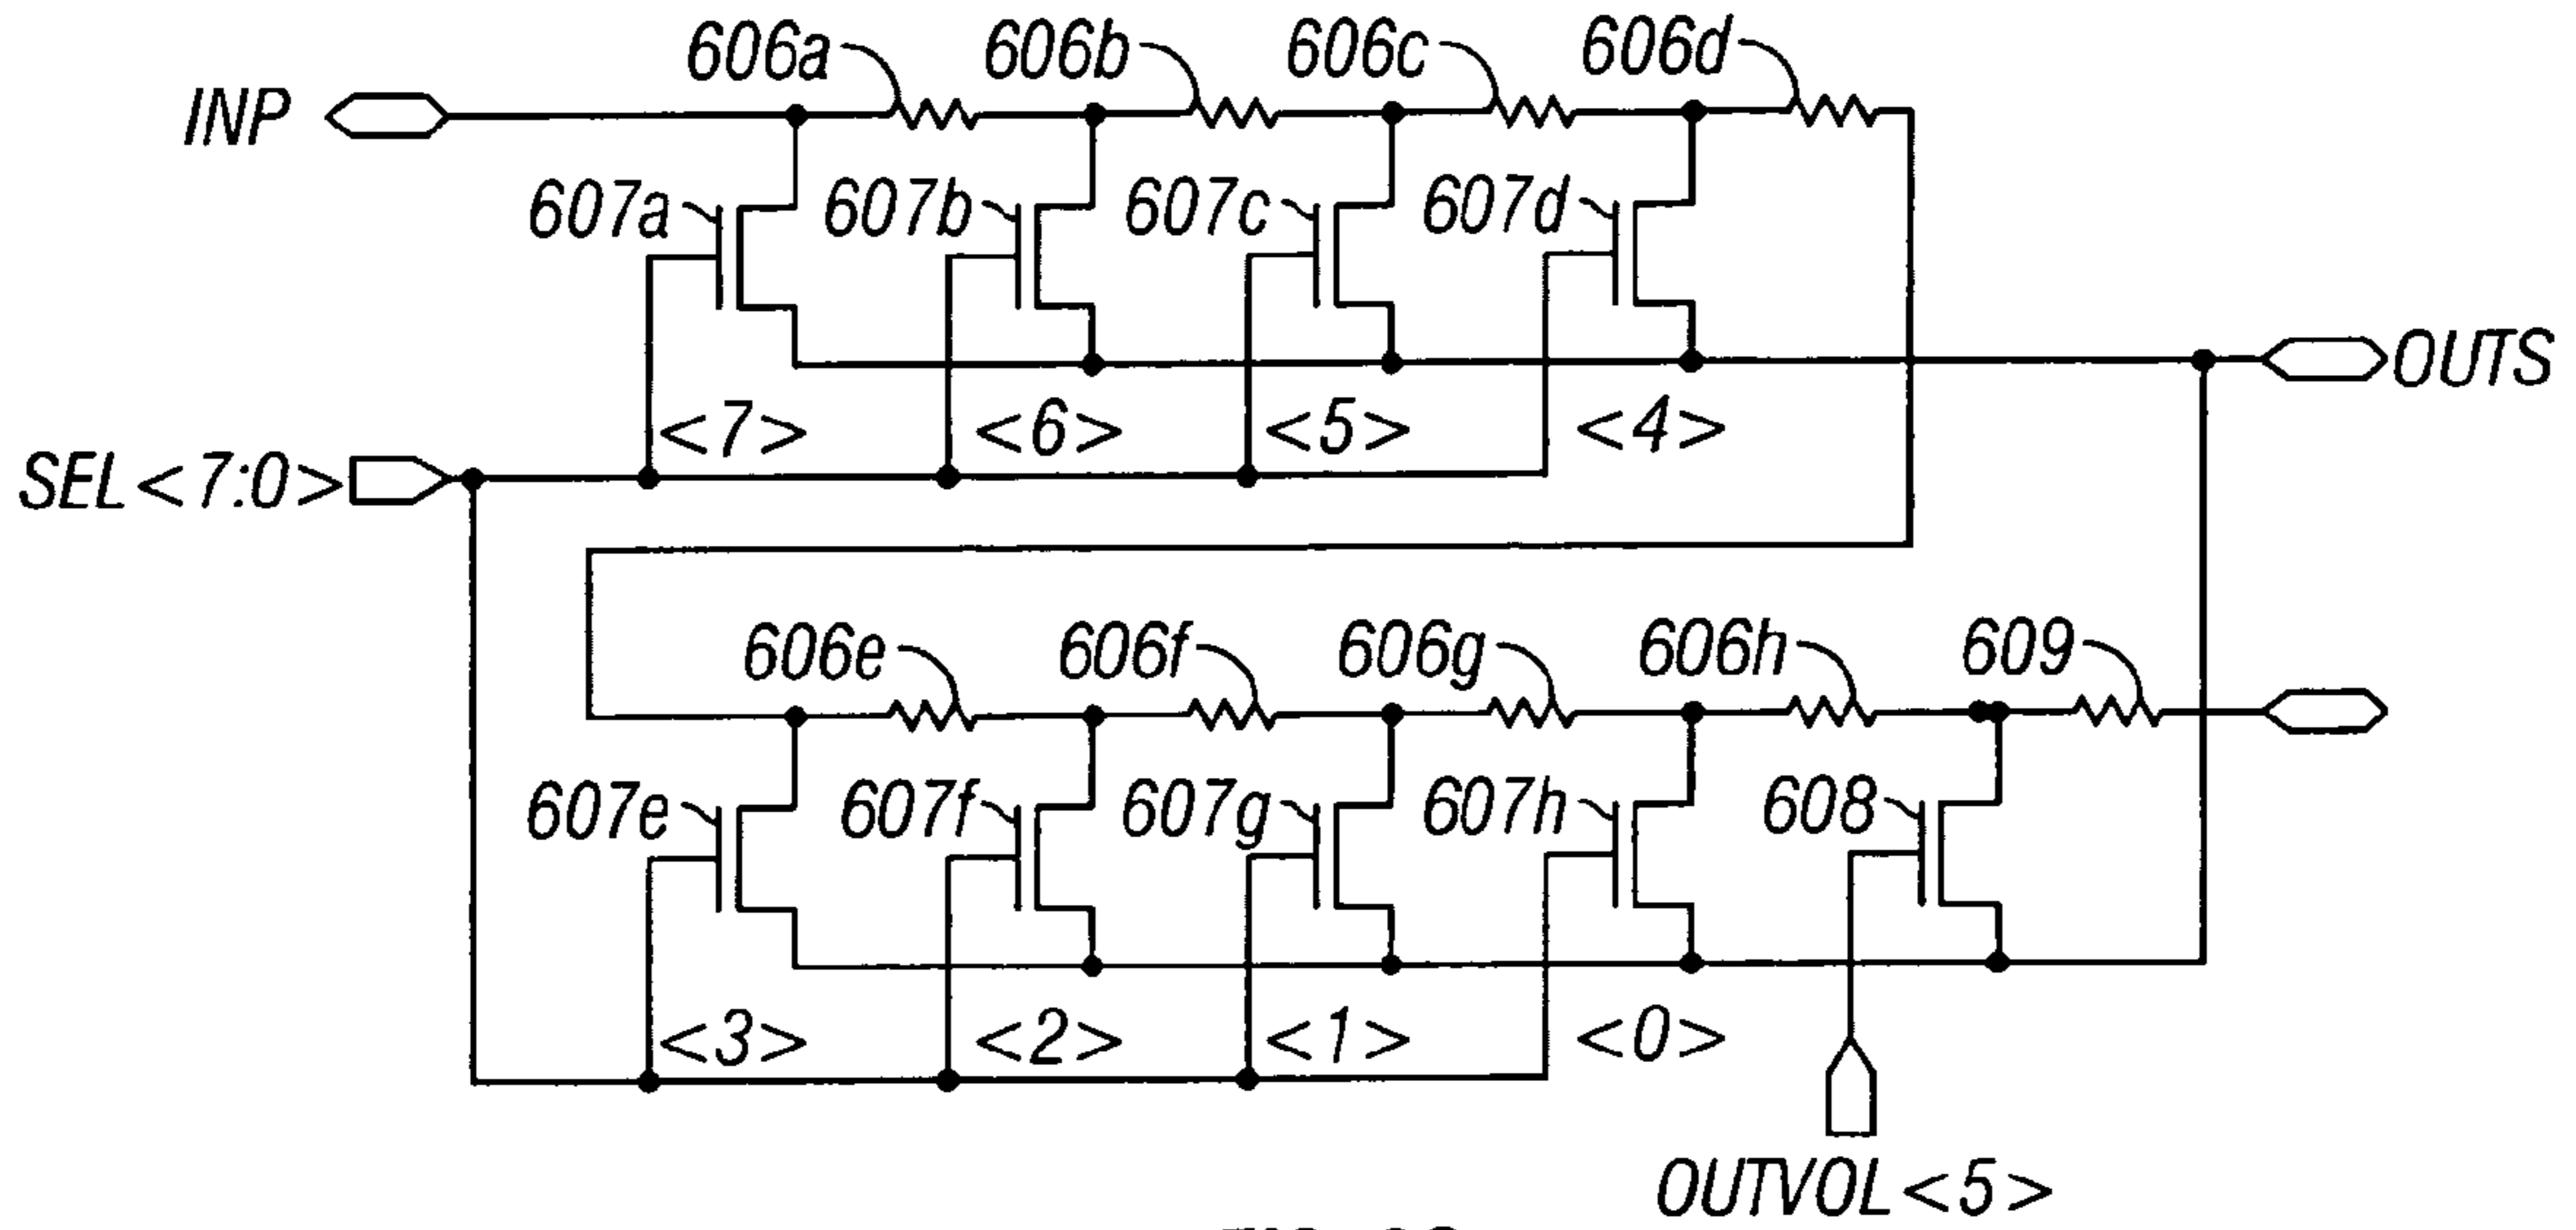 606a 606b 606c 606d
INP
607a 607b 607c 607d
OUTS
<7> <6> <5> <4>
SEL<7:0>
606e 606f 606g 606h 609
607e 607f 607g 607h 608
<3> <2> <1> <0>
OUTVOL<5>